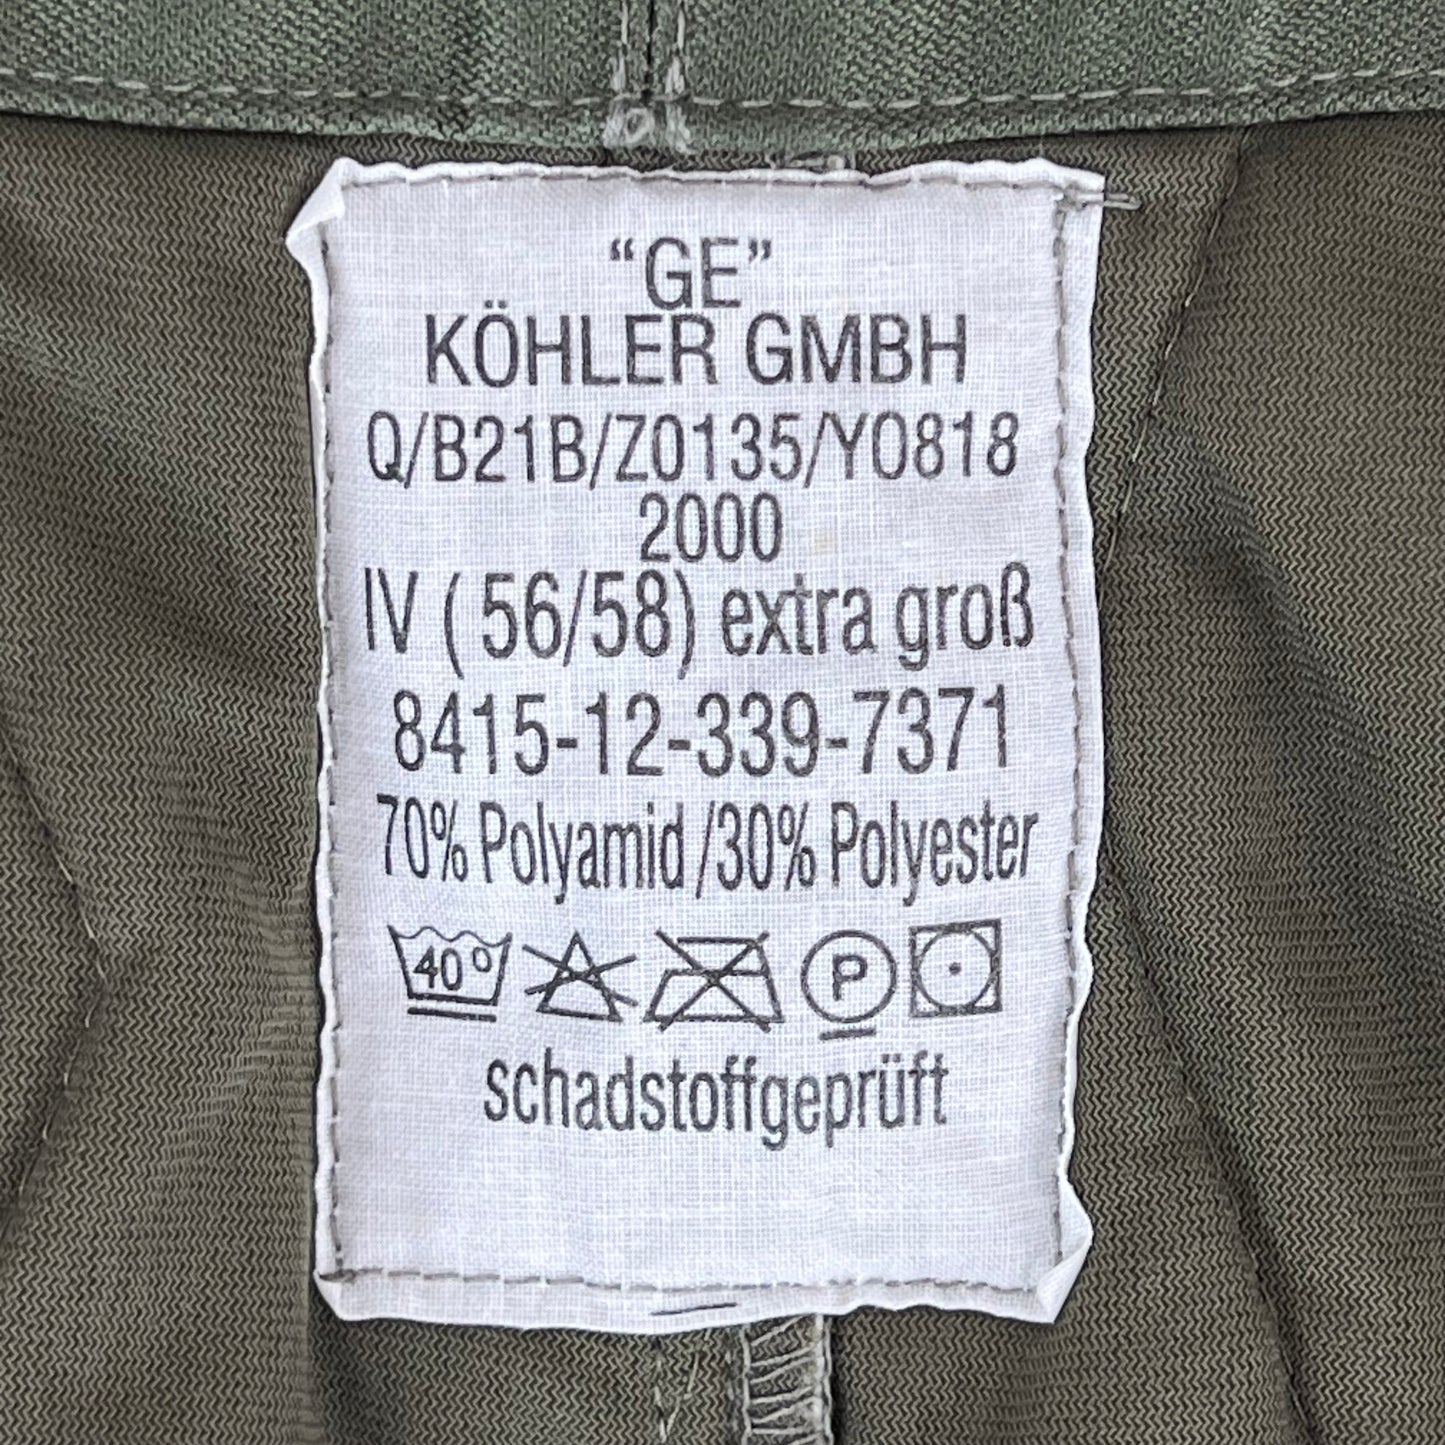 “GE”
KÖHLER GMBH
Q/B21B/Z0135/Y0818
2000
IV ( 56/58) extra groß
8415-12-339-7371
70% Polyamid /30% Polyester
40° P
schadstoffgeprüft